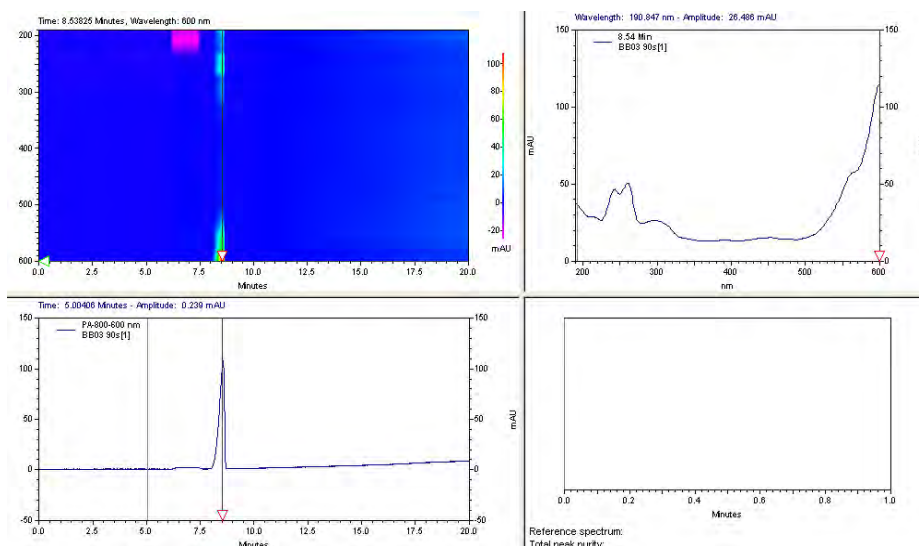 Time: 8.53825 Minutes, Wavelength: 600 nm
200
300
400
500
600
0.0 2.5 5.0 7.5 10.0 12.5 15.0 17.5 20.0
Minutes
100
80
60
40
20
0
-20
mAU
Wavelength: 190.847 nm - Amplitude: 26.486 mAU
8.54 Min
BB03 90s[1]
150 150
100 100
mAU mAU
50 50
0 0
200 300 400 500 600
nm
Time: 5.00406 Minutes - Amplitude: 0.239 mAU
PA-800-600 nm
BB03 90s[1]
150 150
100 100
mAU mAU
50 50
0 0
-50 -50
0.0 2.5 5.0 7.5 10.0 12.5 15.0 17.5 20.0
Minutes
0.0 0.2 0.4 0.6 0.8 1.0
Minutes
Reference spectrum:
Total peak purity: